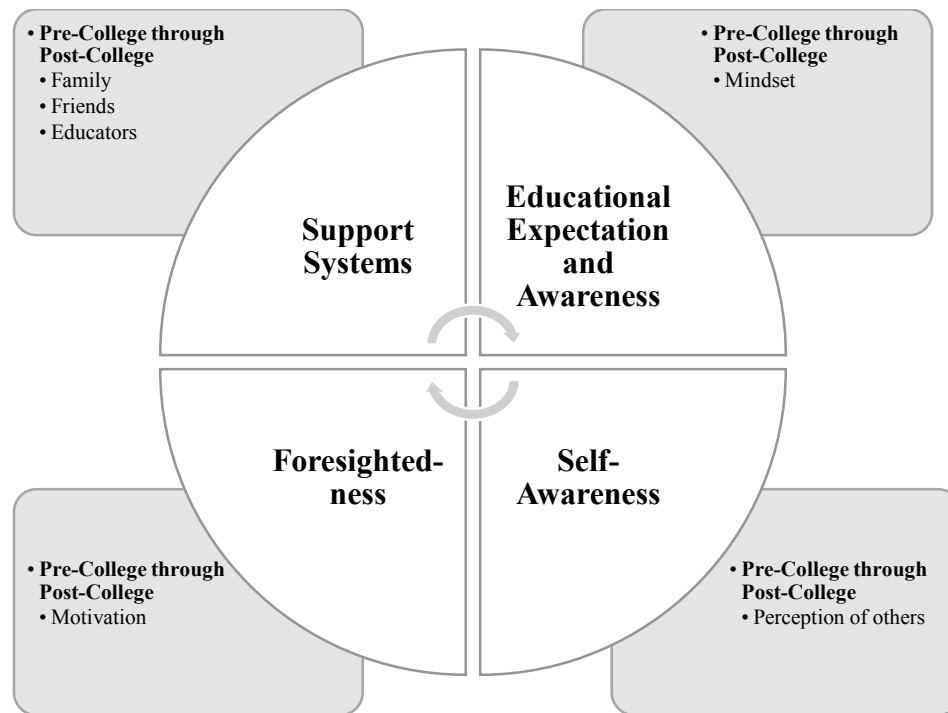 • Pre-College through
Post-College
• Family
• Friends
• Educators
• Pre-College through
Post-College
• Mindset
Support
Systems
Educational
Expectation
and
Awareness
Foresighted-
ness
Self-
Awareness
• Pre-College through
Post-College
• Motivation
• Pre-College through
Post-College
• Perception of others